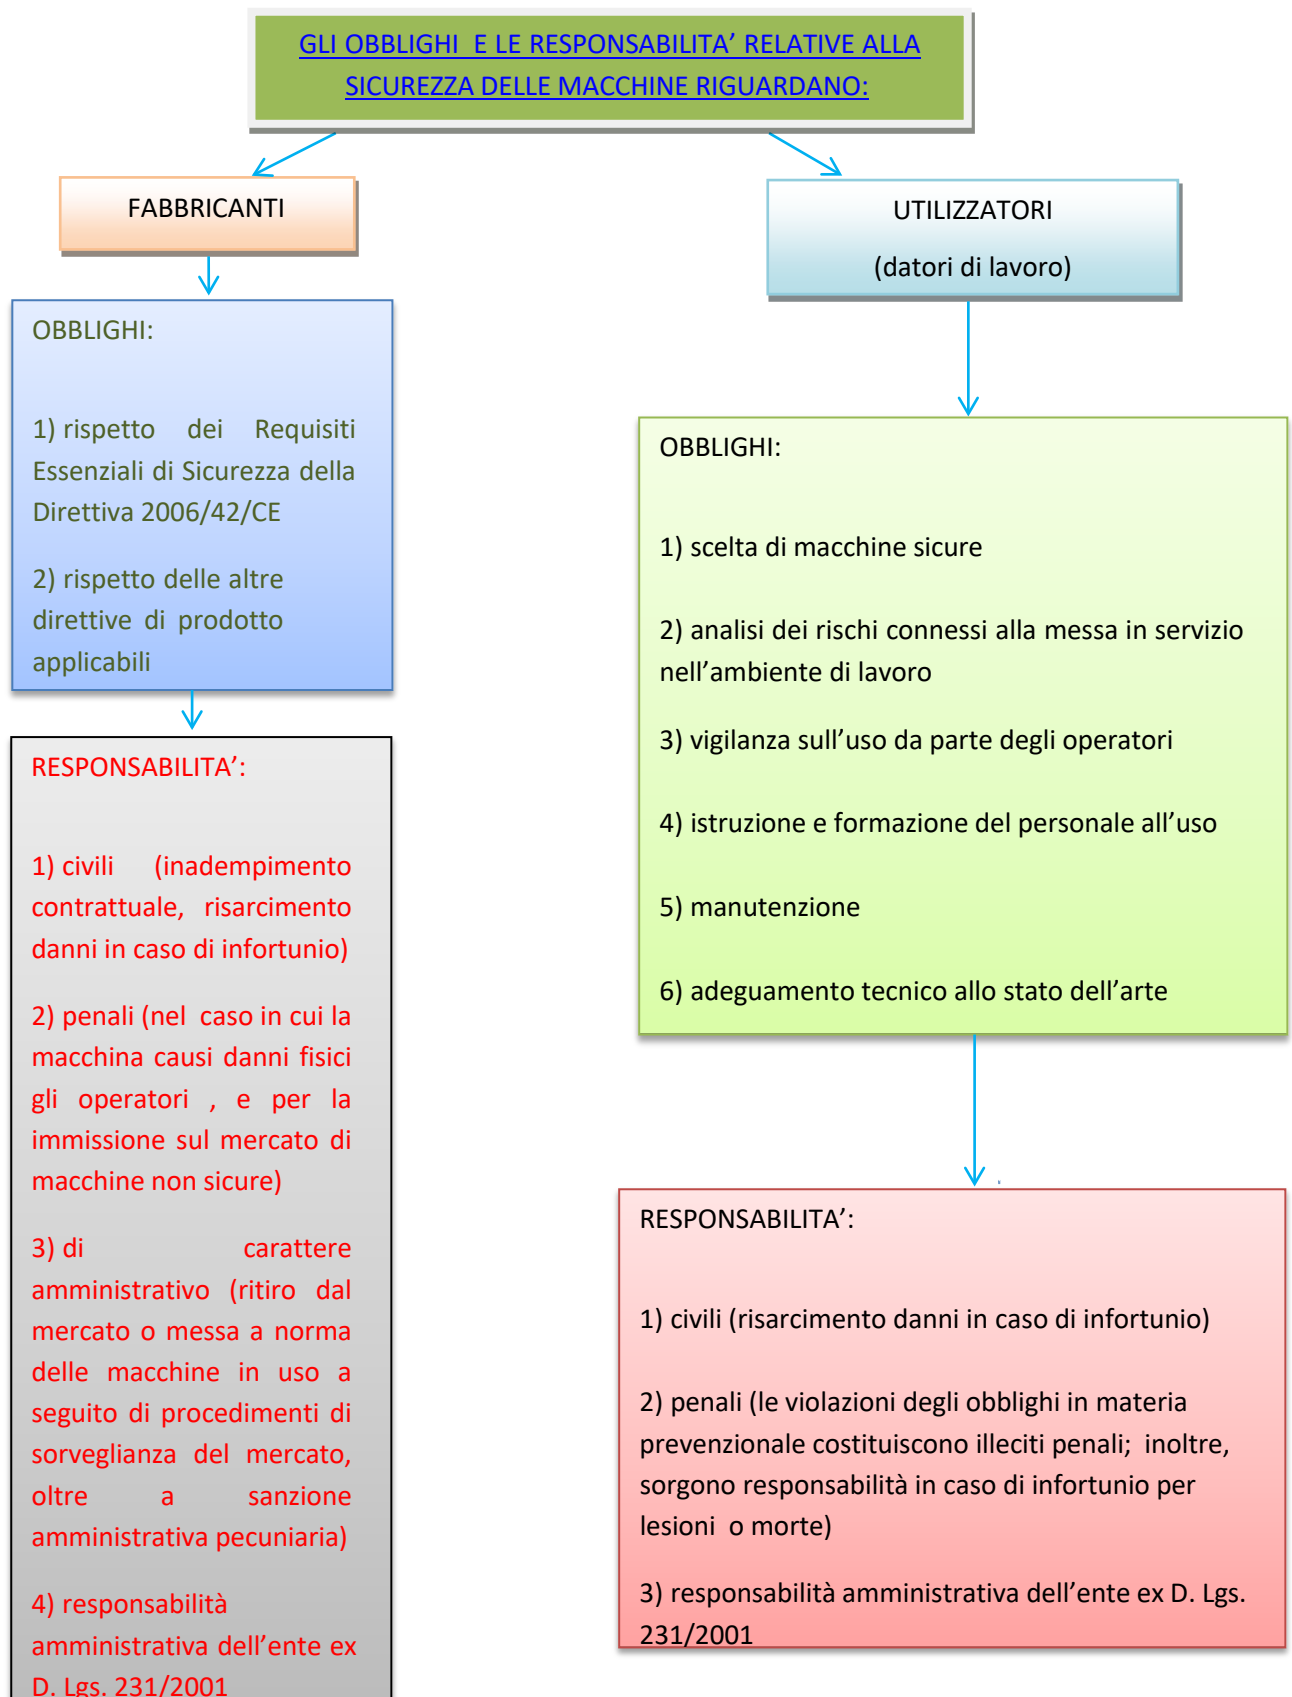 GLI OBBLIGHI E LE RESPONSABILITA’ RELATIVE ALLA
SICUREZZA DELLE MACCHINE RIGUARDANO:
FABBRICANTI
OBBLIGHI:
1) rispetto dei Requisiti
Essenziali di Sicurezza della
Direttiva 2006/42/CE
2) rispetto delle altre
direttive di prodotto
applicabili
RESPONSABILITA’:
1) civili (inadempimento
contrattuale, risarcimento
danni in caso di infortunio)
2) penali (nel caso in cui la
macchina causi danni fisici
gli operatori , e per la
immissione sul mercato di
macchine non sicure)
3) di carattere
amministrativo (ritiro dal
mercato o messa a norma
delle macchine in uso a
seguito di procedimenti di
sorveglianza del mercato,
oltre a sanzione
amministrativa pecuniaria)
4) responsabilità
amministrativa dell’ente ex
D. Lgs. 231/2001
UTILIZZATORI
(datori di lavoro)
OBBLIGHI:
1) scelta di macchine sicure
2) analisi dei rischi connessi alla messa in servizio
nell’ambiente di lavoro
3) vigilanza sull’uso da parte degli operatori
4) istruzione e formazione del personale all’uso
5) manutenzione
6) adeguamento tecnico allo stato dell’arte
RESPONSABILITA’:
1) civili (risarcimento danni in caso di infortunio)
2) penali (le violazioni degli obblighi in materia
prevenzionale costituiscono illeciti penali; inoltre,
sorgono responsabilità in caso di infortunio per
lesioni o morte)
3) responsabilità amministrativa dell’ente ex D. Lgs.
231/2001